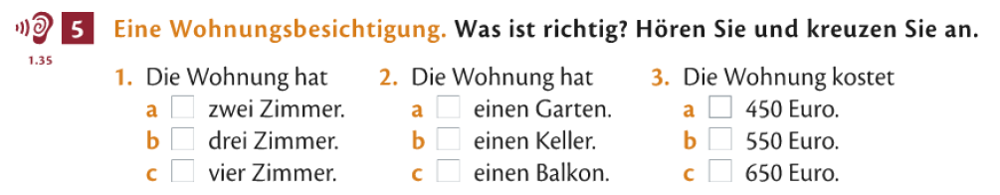 5 Eine Wohnungsbesichtigung. Was ist richtig? Hören Sie und kreuzen Sie an.
1.35
1. Die Wohnung hat
a zwei Zimmer.
b drei Zimmer.
c vier Zimmer.
2. Die Wohnung hat
a einen Garten.
b einen Keller.
c einen Balkon.
3. Die Wohnung kostet
a 450 Euro.
b 550 Euro.
c 650 Euro.